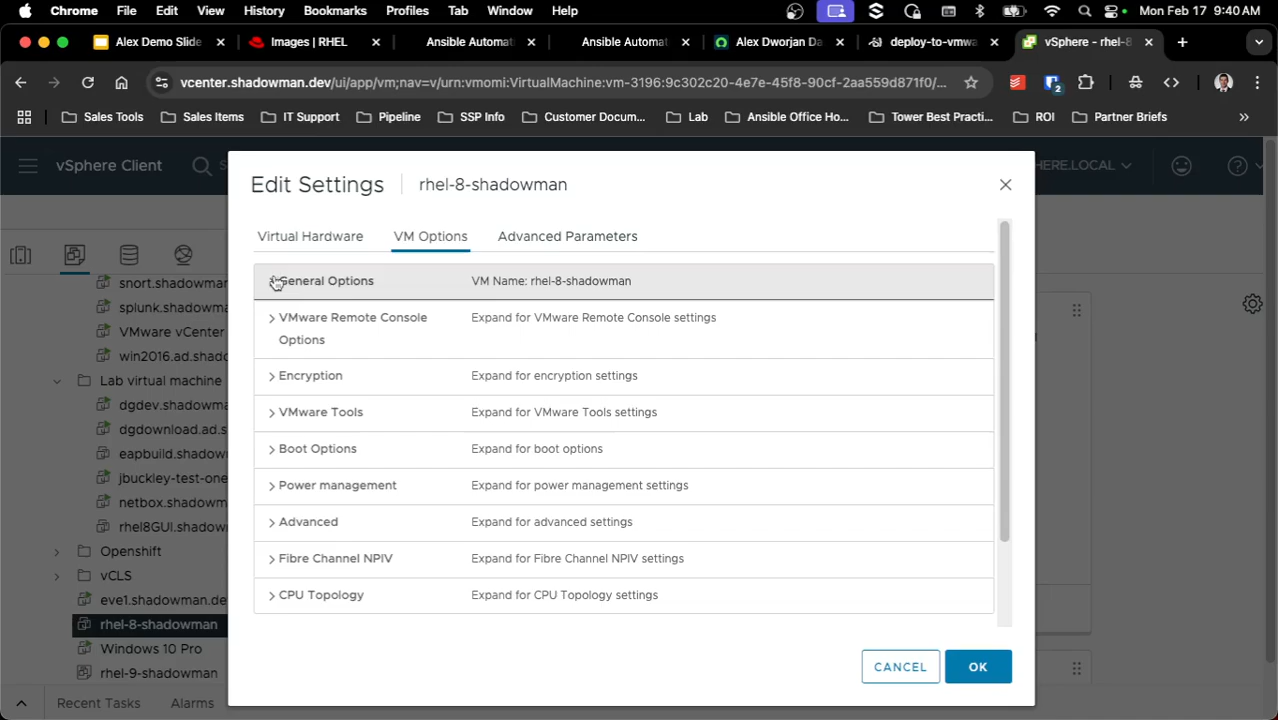 Chrome File Edit View History Bookmarks Profiles Tab Window Help Mon Feb 17 9:40 AM
Alex Demo Slide Images | RHEL Ansible Automat Ansible Automat Alex Dworjan Da deploy-to-vmwa vSphere - rhel-8
vcenter.shadowman.dev/ui/app/vm;nav=v/urn:vmomi:VirtualMachine:vm-3196:9c302c20-4e7e-45f8-90cf-2aa559d871f0/... 2
Sales Tools Sales Items IT Support Pipeline SSP Info Customer Docum... Lab Ansible Office Ho... Tower Best Practi... ROI Partner Briefs
vSphere Client HERE.LOCAL
Edit Settings rhel-8-shadowman
Virtual Hardware VM Options Advanced Parameters
General Options VM Name: rhel-8-shadowman
VMware Remote Console Options Expand for VMware Remote Console settings
Encryption Expand for encryption settings
VMware Tools Expand for VMware Tools settings
Boot Options Expand for boot options
Power management Expand for power management settings
Advanced Expand for advanced settings
Fibre Channel NPIV Expand for Fibre Channel NPIV settings
CPU Topology Expand for CPU Topology settings
CANCEL OK
snort.shadowman
splunk.shadowma
VMware vCenter
win2016.ad.shado
Lab virtual machine
dgdev.shadowma
dgdownload.ad.s
eapbuild.shadow
jbuckley-test-one
netbox.shadowma
rhel8GUI.shadow
Openshift
vCLS
eve1.shadowman.de
rhel-8-shadowman
Windows 10 Pro
rhel-9-shadowman
Recent Tasks Alarms